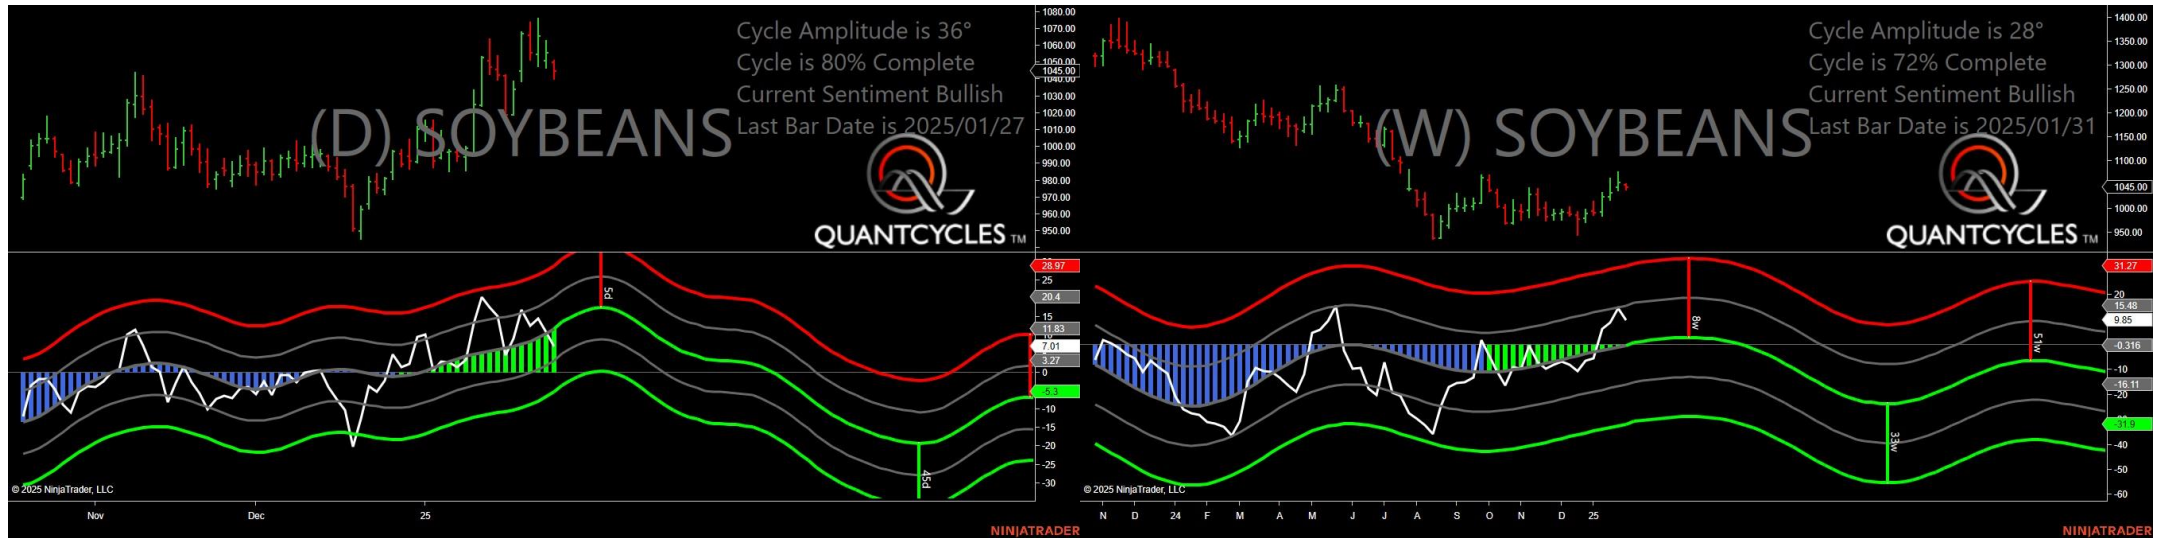 Cycle Amplitude is 36°
Cycle is 80% Complete
Current Sentiment Bullish
Last Bar Date is 2025/01/27
(D) SOYBEANS
QUANTCYCLES TM
1080.00
1070.00
1060.00
1050.00
1045.00
1040.00
1030.00
1020.00
1010.00
1000.00
990.00
980.00
970.00
960.00
950.00
28.97
25
20.4
15
11.83
7.01
3.27
0
-5.3
-10
-15
-20
-25
-30
5d
45d
© 2025 NinjaTrader, LLC
Nov
Dec
25
NINJATRADER
Cycle Amplitude is 28°
Cycle is 72% Complete
Current Sentiment Bullish
Last Bar Date is 2025/01/31
(W) SOYBEANS
QUANTCYCLES TM
1400.00
1350.00
1300.00
1250.00
1200.00
1150.00
1100.00
1045.00
1000.00
950.00
31.27
20
15.48
9.85
-0.316
-10
-16.11
-20
-31.9
-40
-50
-60
8w
33w
51w
© 2025 NinjaTrader, LLC
N D 24 F M A M J J A S O N D 25
NINJATRADER